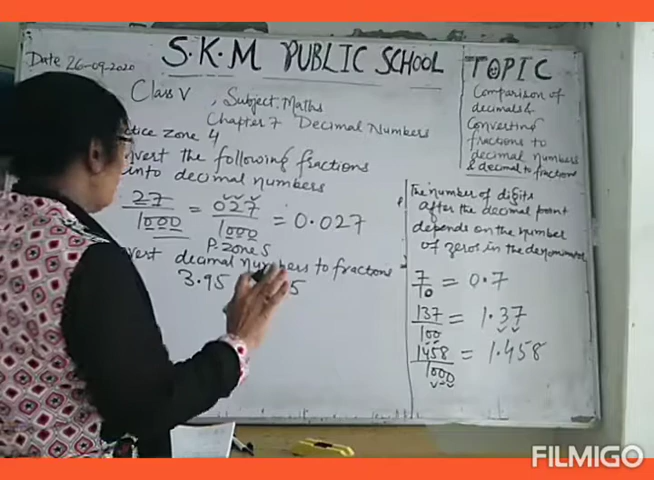 Date 26-09-2020
S.K.M PUBLIC SCHOOL
Class V , Subject: Maths
Chapter 7 Decimal Numbers
Zone 4
the following fractions
into decimal numbers
27/1000 = 027/1000 = 0.027
P. Zone 5
decimal numbers to fractions
3.95
5
TOPIC
Comparison of
decimals &
Converting
fractions to
decimal numbers
& decimal to fractions
The number of digits
after the decimal point
depends on the number
of zeros in the denominator
7/10 = 0.7
137/100 = 1.37
1458/1000 = 1.458
FILMIGO